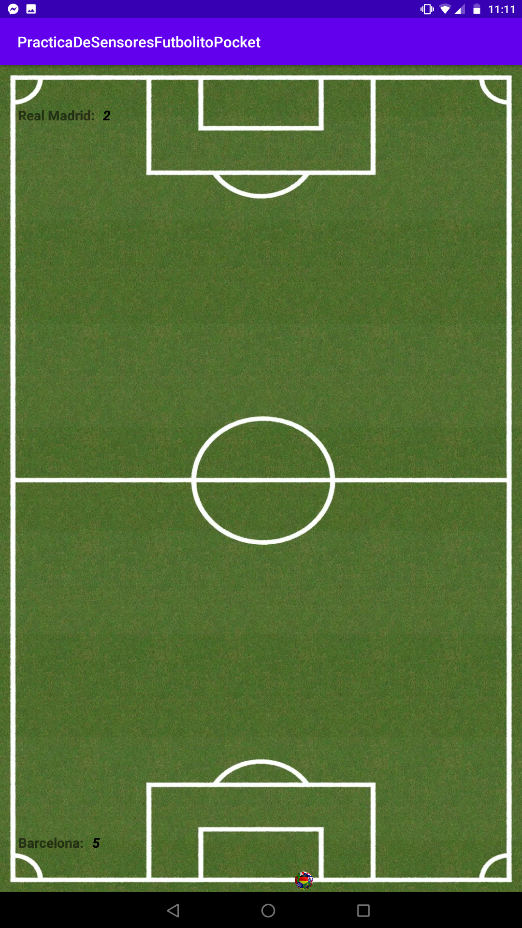 11:11
PracticaDeSensoresFutbolitoPocket
Real Madrid: 2
Barcelona: 5